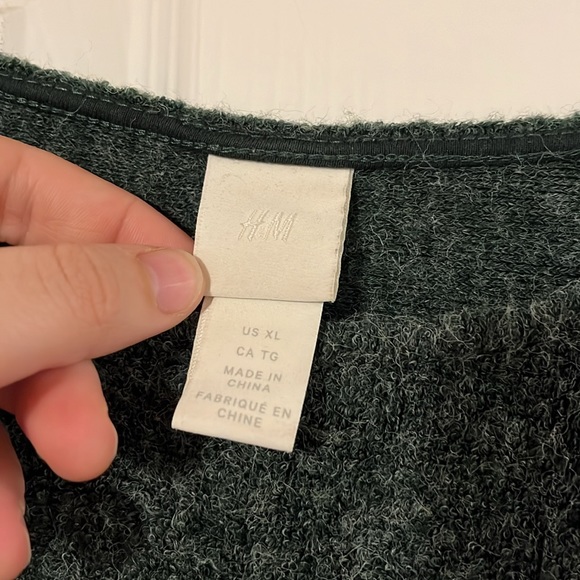 H&M
US XL
CA TG
MADE IN
CHINA
FABRIQUÉ EN
CHINE